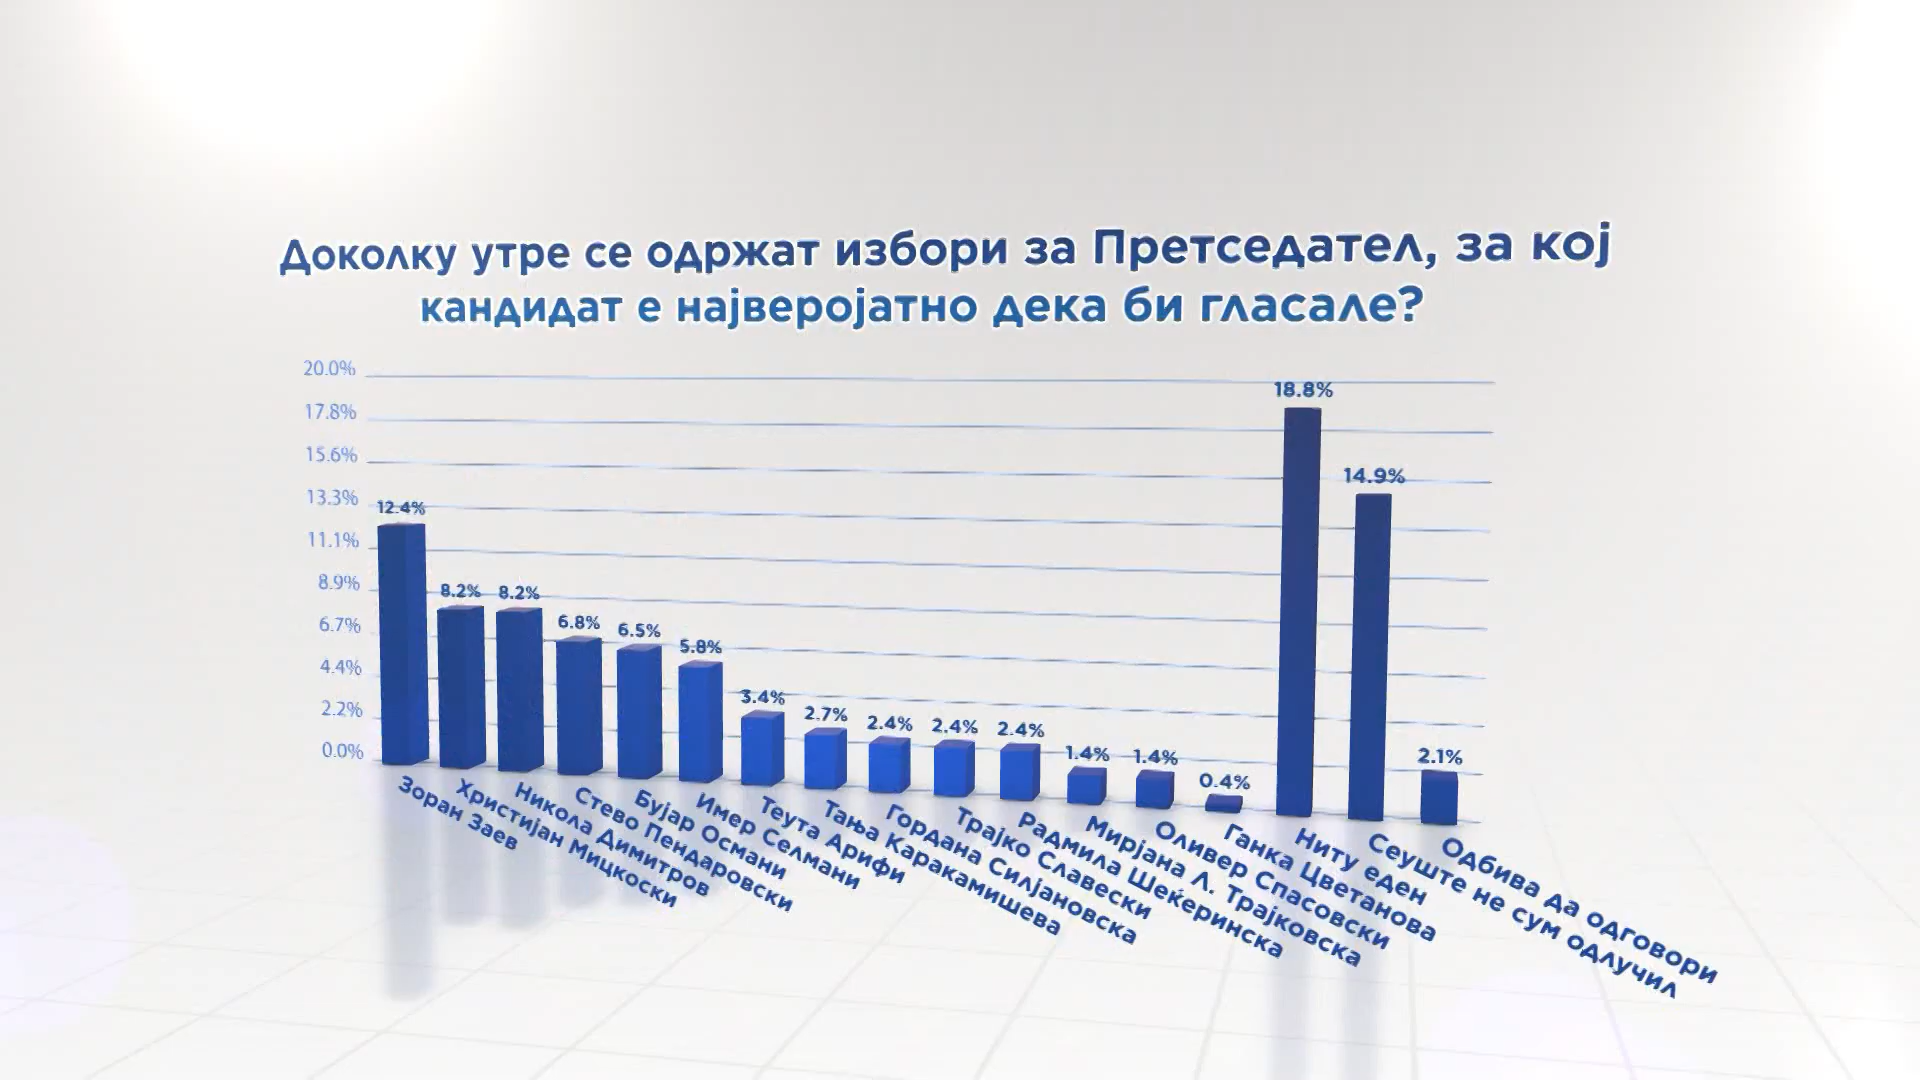 Доколку утре се одржат избори за Претседател, за кој
кандидат е најверојатно дека би гласале?
20.0%
17.8%
15.6%
13.3%
11.1%
8.9%
6.7%
4.4%
2.2%
0.0%
12.4%
8.2%
8.2%
6.8%
6.5%
5.8%
3.4%
2.7%
2.4%
2.4%
2.4%
1.4%
1.4%
0.4%
18.8%
14.9%
2.1%
Зоран Заев
Христијан Мицкоски
Никола Димитров
Стево Пендаровски
Бујар Османи
Имер Селмани
Теута Арифи
Тања Каракамишева
Гордана Силјановска
Трајко Славески
Радмила Шеќеринска
Мирјана Л. Трајковска
Оливер Спасовски
Ганка Цветанова
Ниту еден
Сеуште не сум одлучил
Одбива да одговори